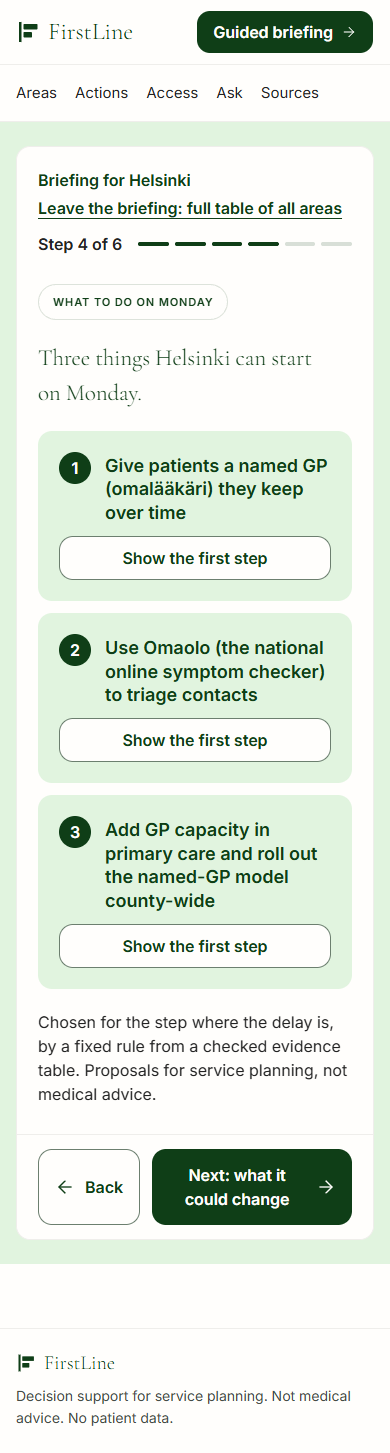 FirstLine
Guided briefing →
Areas Actions Access Ask Sources
Briefing for Helsinki
Leave the briefing: full table of all areas
Step 4 of 6
WHAT TO DO ON MONDAY
Three things Helsinki can start
on Monday.
1
Give patients a named GP
(omalääkäri) they keep
over time
Show the first step
2
Use Omaolo (the national
online symptom checker)
to triage contacts
Show the first step
3
Add GP capacity in
primary care and roll out
the named-GP model
county-wide
Show the first step
Chosen for the step where the delay is,
by a fixed rule from a checked evidence
table. Proposals for service planning, not
medical advice.
← Back
Next: what it
could change →
FirstLine
Decision support for service planning. Not medical
advice. No patient data.